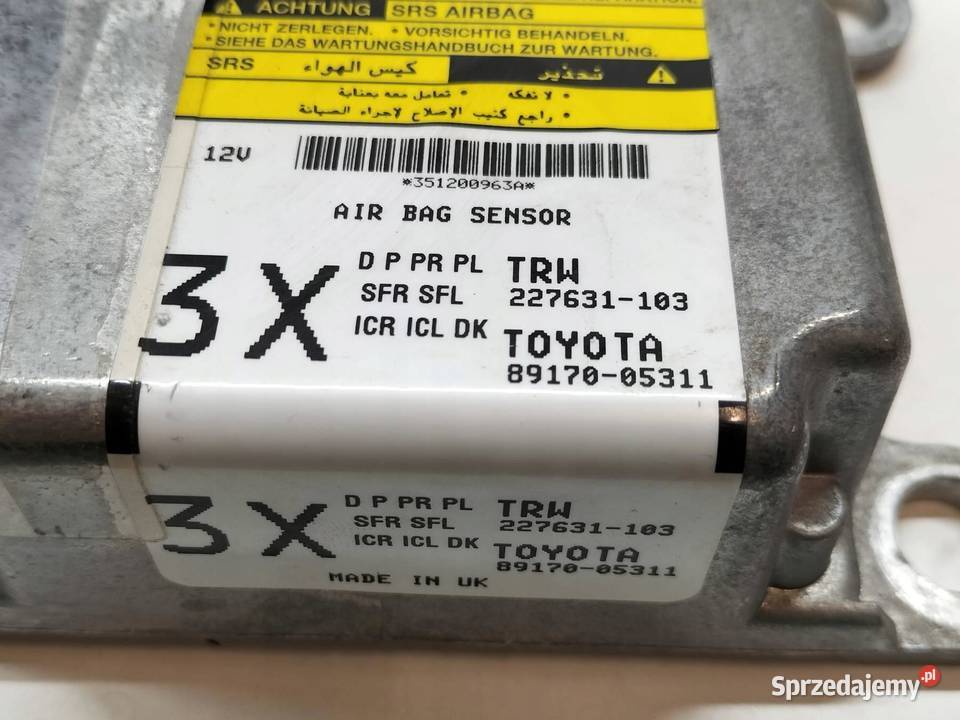 ACHTUNG SRS AIRBAG
*NICHT ZERLEGEN. *VORSICHTIG BEHANDELN.
*SIEHE DAS WARTUNGSHANDBUCH ZUR WARTUNG.
SRS كيس الهواء تحذير
• لا تفكه • تعامل معه بعناية
• راجع كتيب الاصلاح لاجراء الصيانة
12V
*351200963A*
AIR BAG SENSOR
3X
D P PR PL
SFR SFL
ICR ICL DK
TRW
227631-103
TOYOTA
89170-05311
3X
D P PR PL
SFR SFL
ICR ICL DK
TRW
227631-103
TOYOTA
89170-05311
MADE IN UK
Sprzedajemy.pl